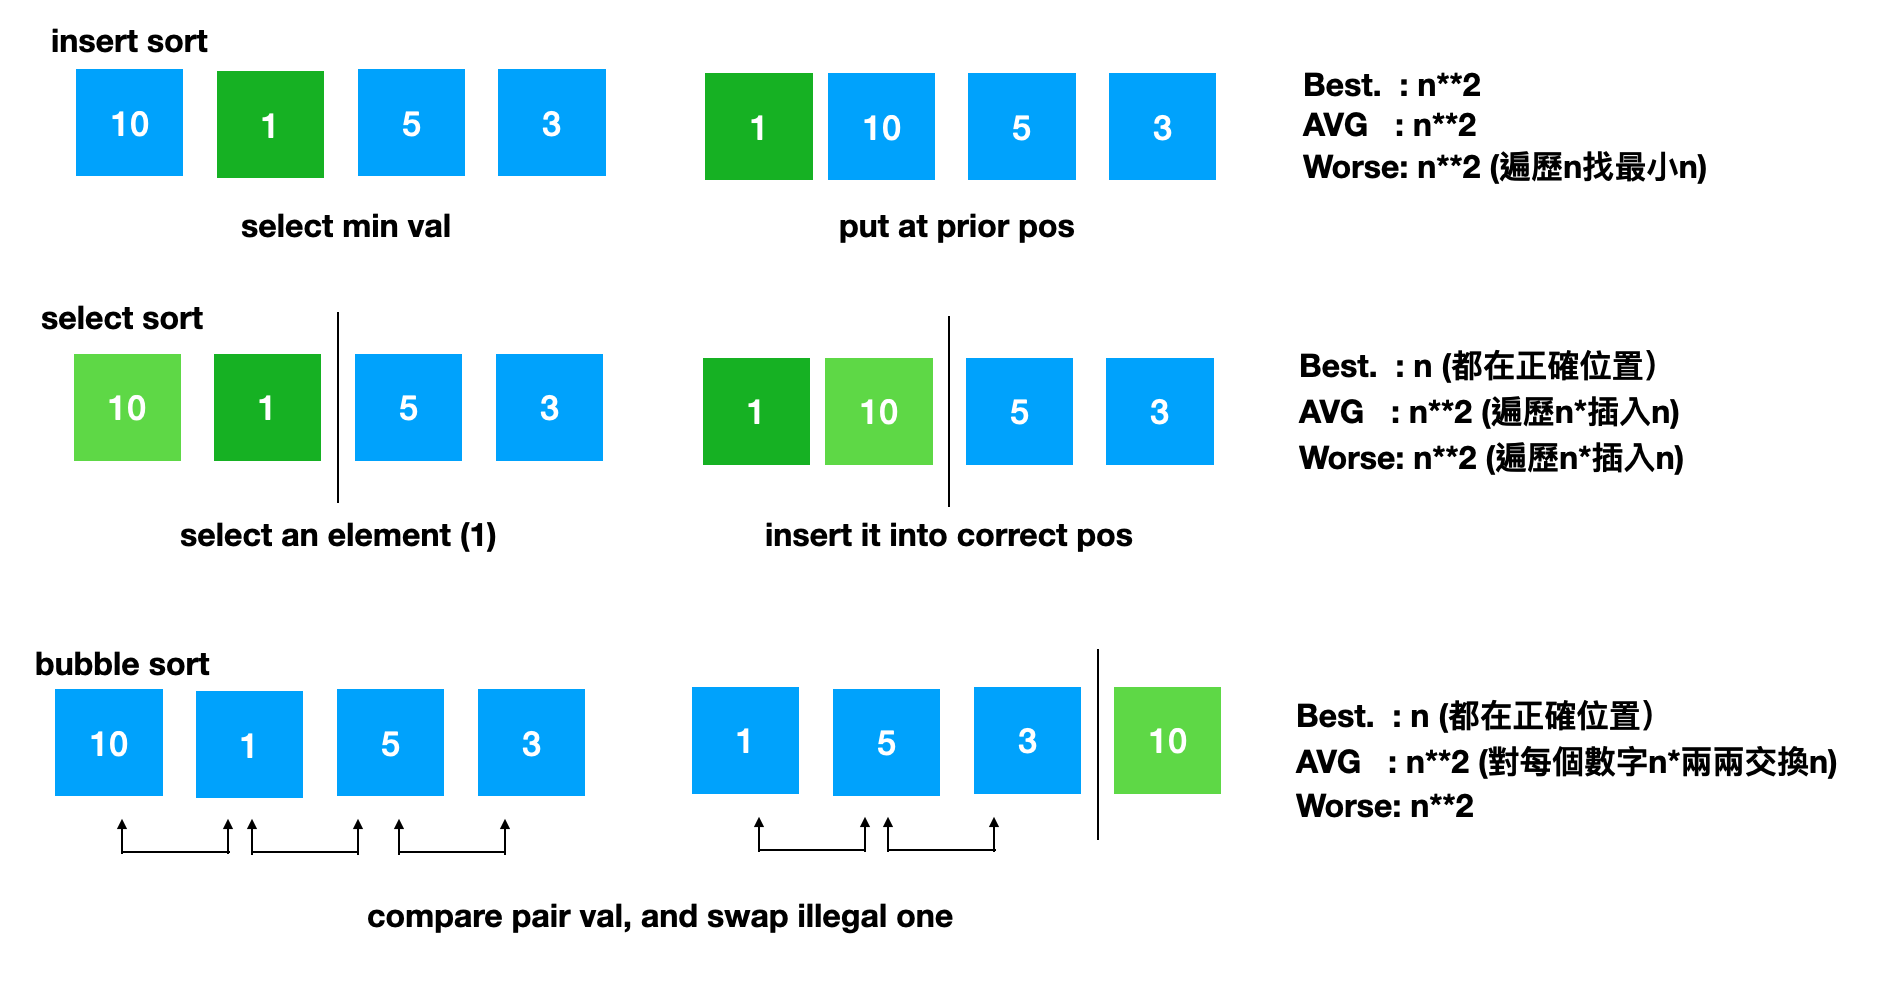 insert sort
10 1 5 3
1 10 5 3
select min val
put at prior pos
Best.  : n**2
AVG   : n**2
Worse: n**2 (遍歷n找最小n)
select sort
10 1 5 3
1 10 5 3
select an element (1)
insert it into correct pos
Best.  : n (都在正確位置）
AVG   : n**2 (遍歷n*插入n)
Worse: n**2 (遍歷n*插入n)
bubble sort
10 1 5 3
1 5 3 10
compare pair val, and swap illegal one
Best.  : n (都在正確位置）
AVG   : n**2 (對每個數字n*兩兩交換n)
Worse: n**2